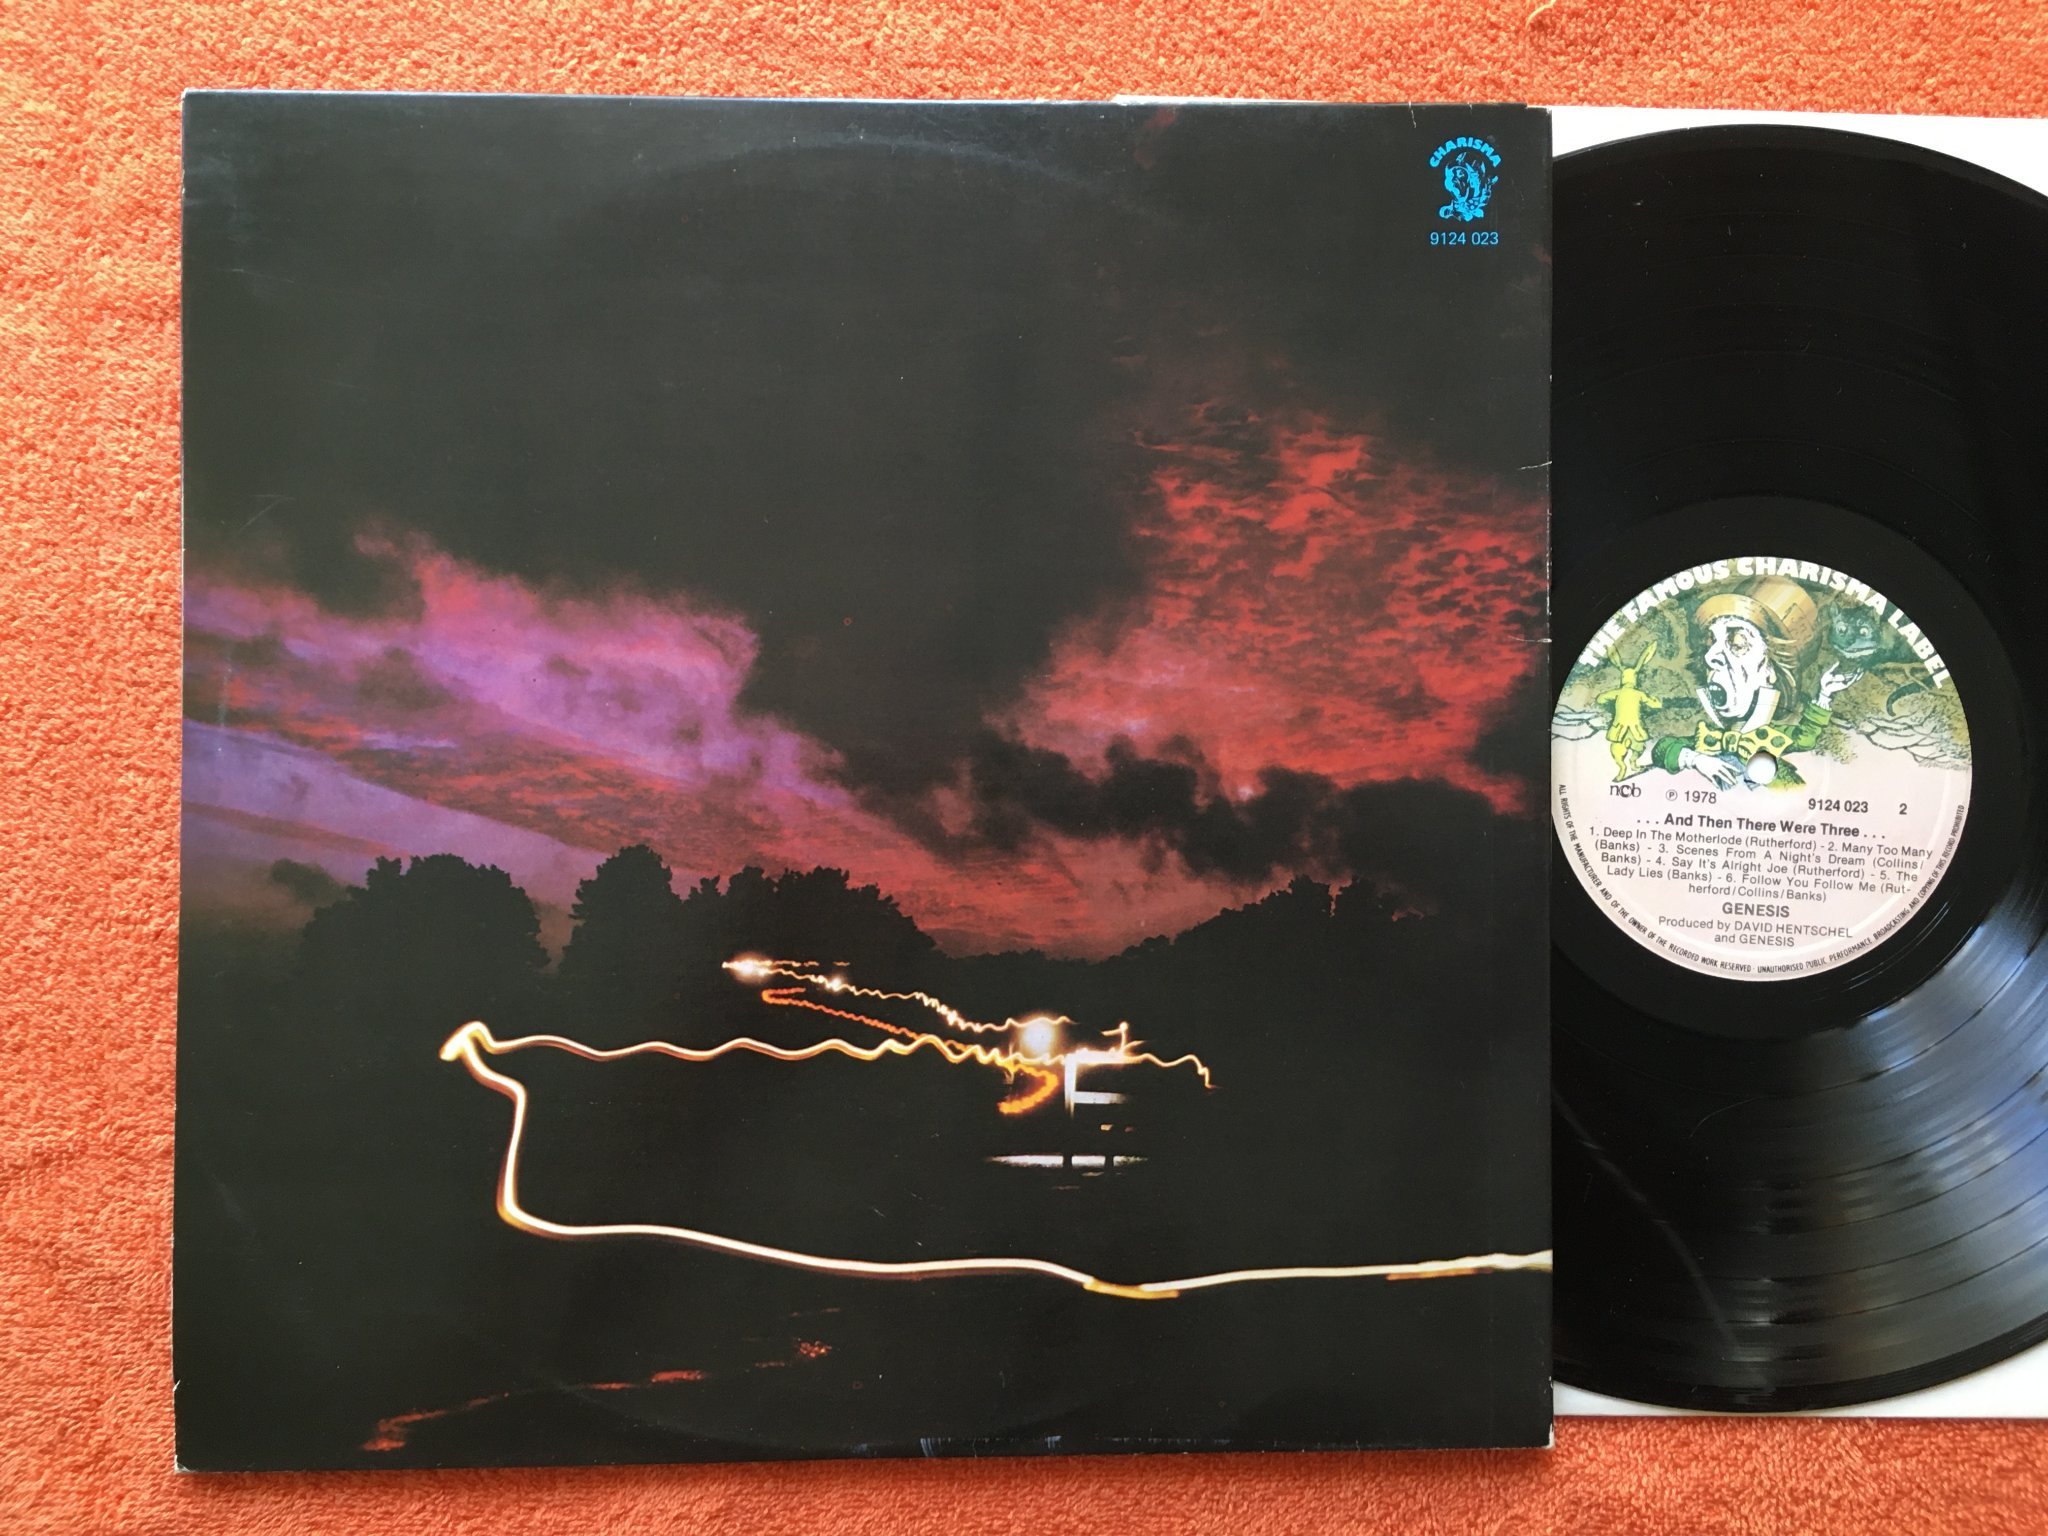 CHARISMA
9124 023
THE FAMOUS CHARISMA LABEL
ncb ℗ 1978 9124 023 2
. . . And Then There Were Three . . .
1. Deep In The Motherlode (Rutherford) - 2. Many Too Many
(Banks) - 3. Scenes From A Night's Dream (Collins/
Banks) - 4. Say It's Alright Joe (Rutherford) - 5. The
Lady Lies (Banks) - 6. Follow You Follow Me (Rut-
herford/Collins/Banks)
GENESIS
Produced by DAVID HENTSCHEL
and GENESIS
ALL RIGHTS OF THE MANUFACTURER AND OF THE OWNER OF THE RECORDED WORK RESERVED · UNAUTHORISED PUBLIC PERFORMANCE BROADCASTING AND COPYING OF THIS RECORD PROHIBITED